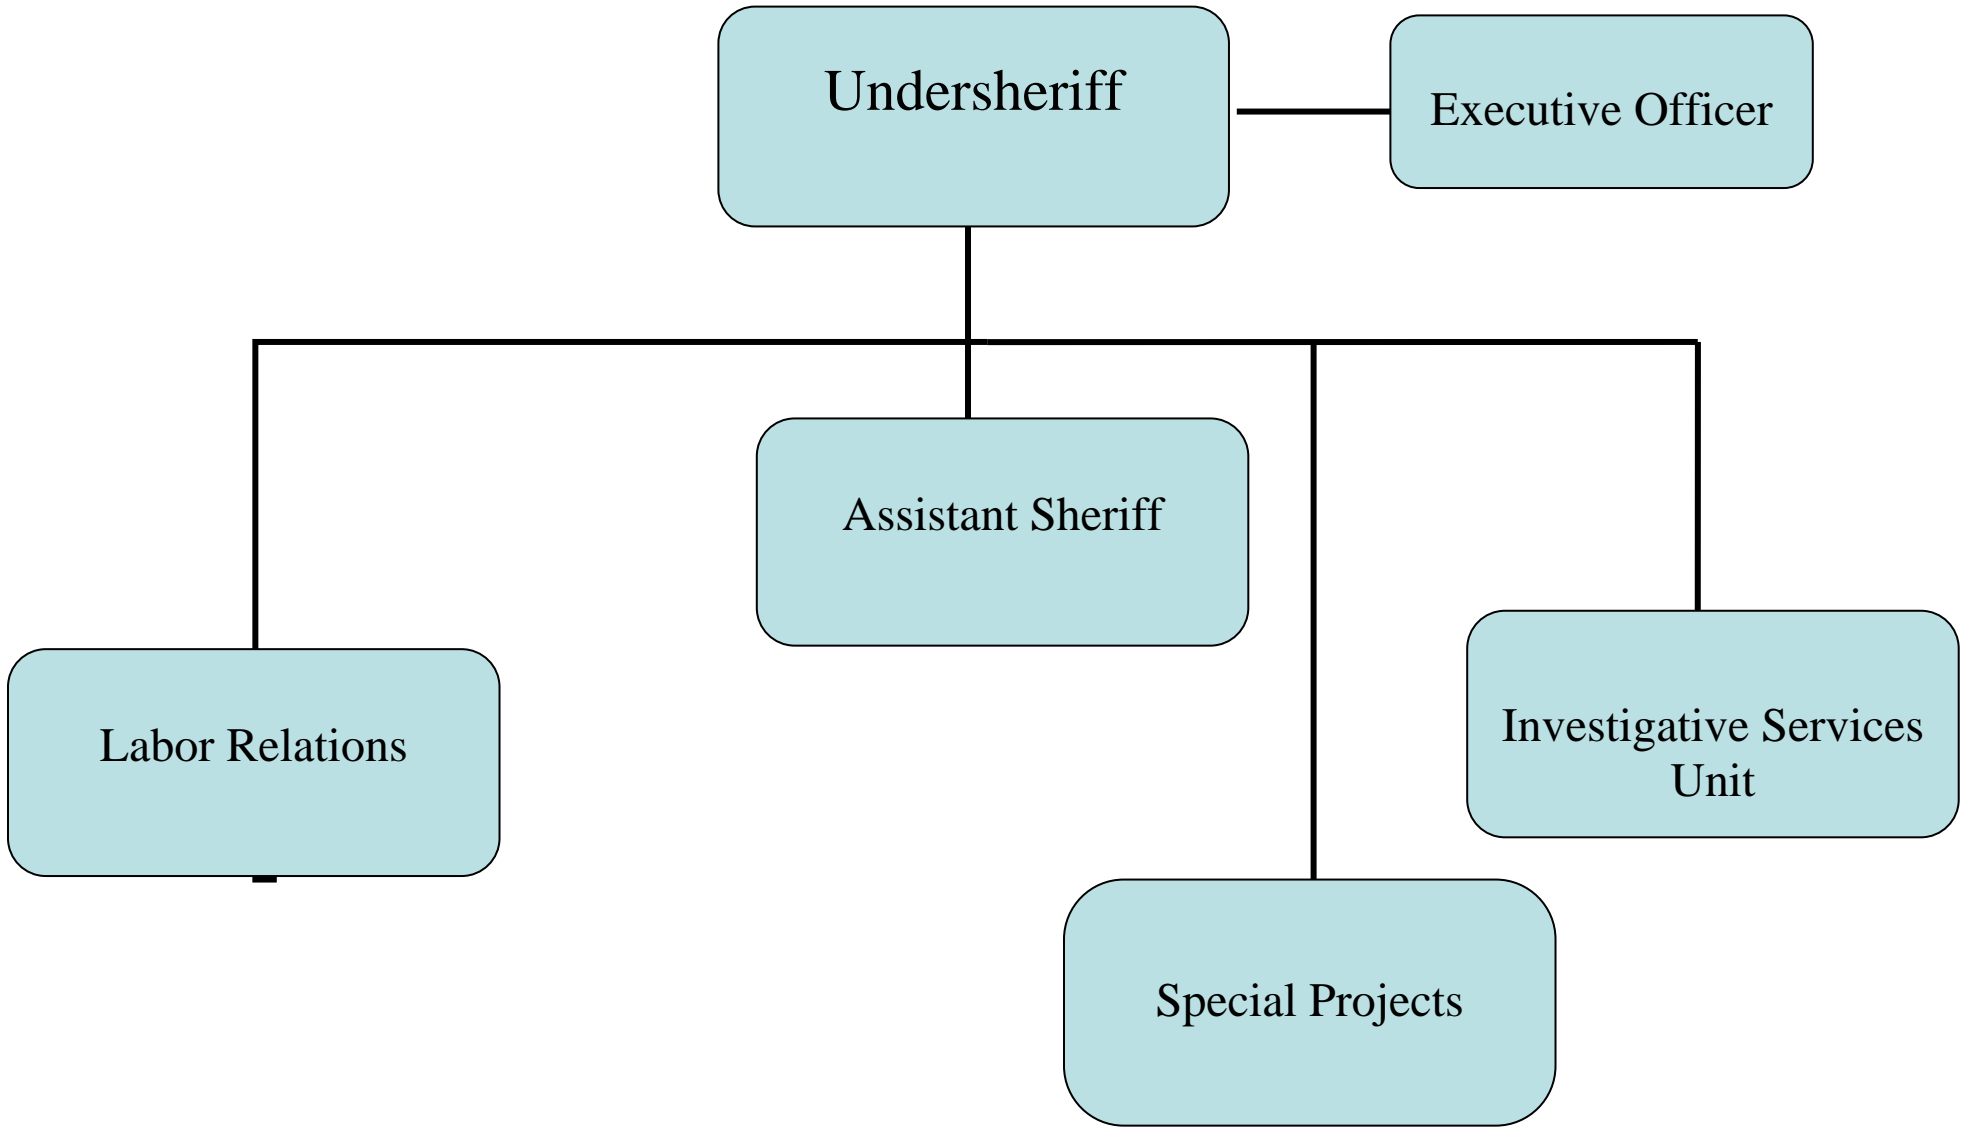 Undersheriff
Executive Officer
Assistant Sheriff
Labor Relations
Investigative Services
Unit
Special Projects